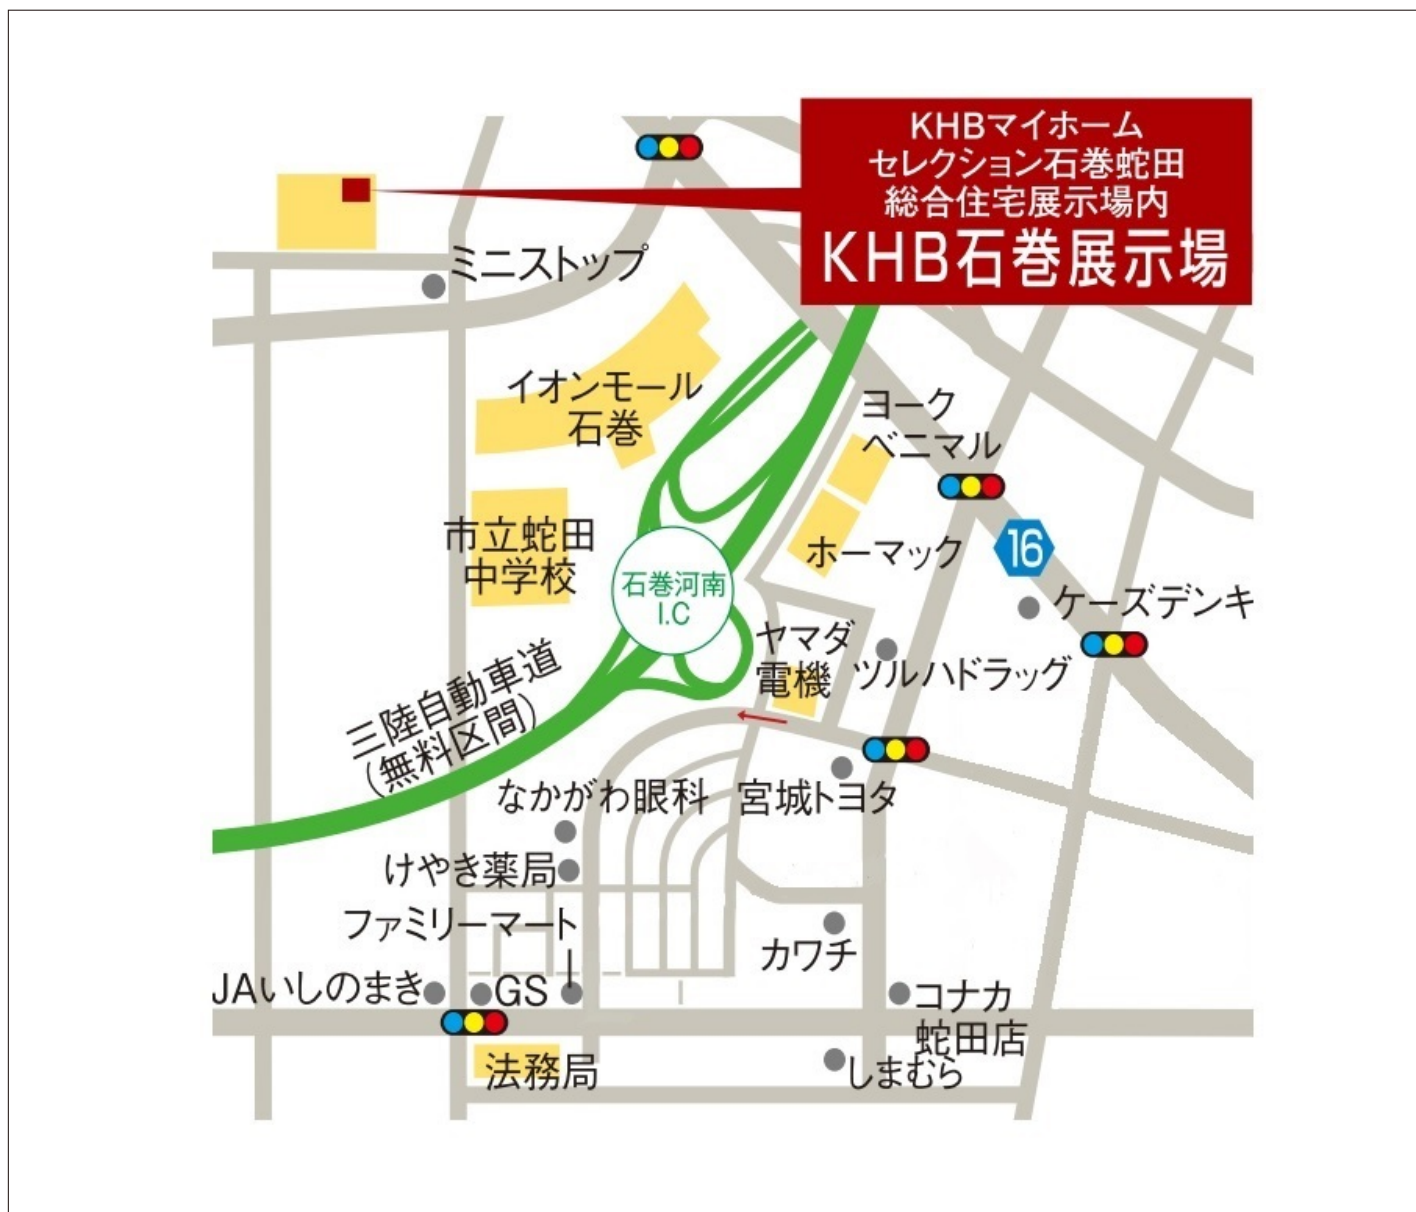 KHBマイホーム
セレクション石巻蛇田
総合住宅展示場内
KHB石巻展示場
ミニストップ
イオンモール
石巻
ヨーク
ベニマル
市立蛇田
中学校
ホーマック
16
石巻河南
I.C
ケーズデンキ
ヤマダ
電機
ツルハドラッグ
三陸自動車道
(無料区間)
なかがわ眼科
宮城トヨタ
けやき薬局
ファミリーマート
カワチ
JAいしのまき
GS
コナカ
蛇田店
法務局
しまむら